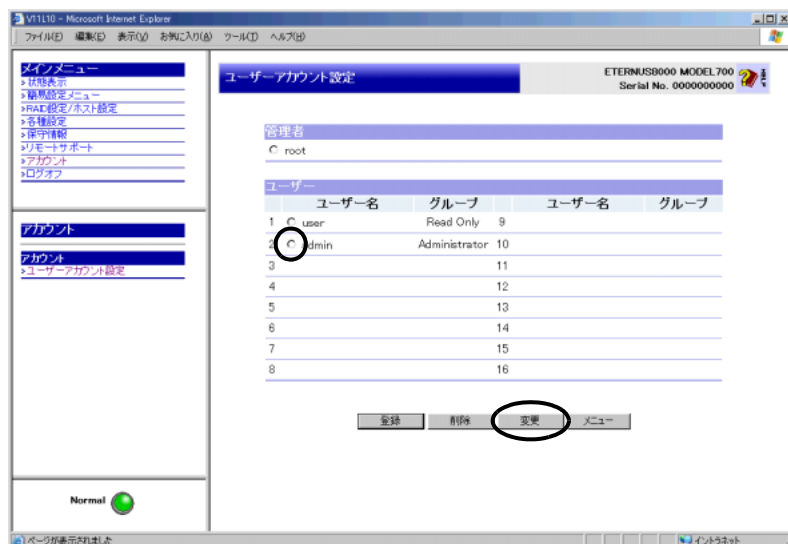 V11L10 - Microsoft Internet Explorer
ファイル(F) 編集(E) 表示(V) お気に入り(A) ツール(T) ヘルプ(H)
メインメニュー
>状態表示
>簡易設定メニュー
>RAID設定/ホスト設定
>各種設定
>保守情報
>リモートサポート
>アカウント
>ログオフ
アカウント
アカウント
>ユーザーアカウント設定
Normal
ユーザーアカウント設定
ETERNUS8000 MODEL700
Serial No. 0000000000
管理者
root
ユーザー
ユーザー名 グループ ユーザー名 グループ
1 user Read Only 9
2 admin Administrator 10
3 11
4 12
5 13
6 14
7 15
8 16
登録 削除 変更 メニュー
ページが表示されました イントラネット